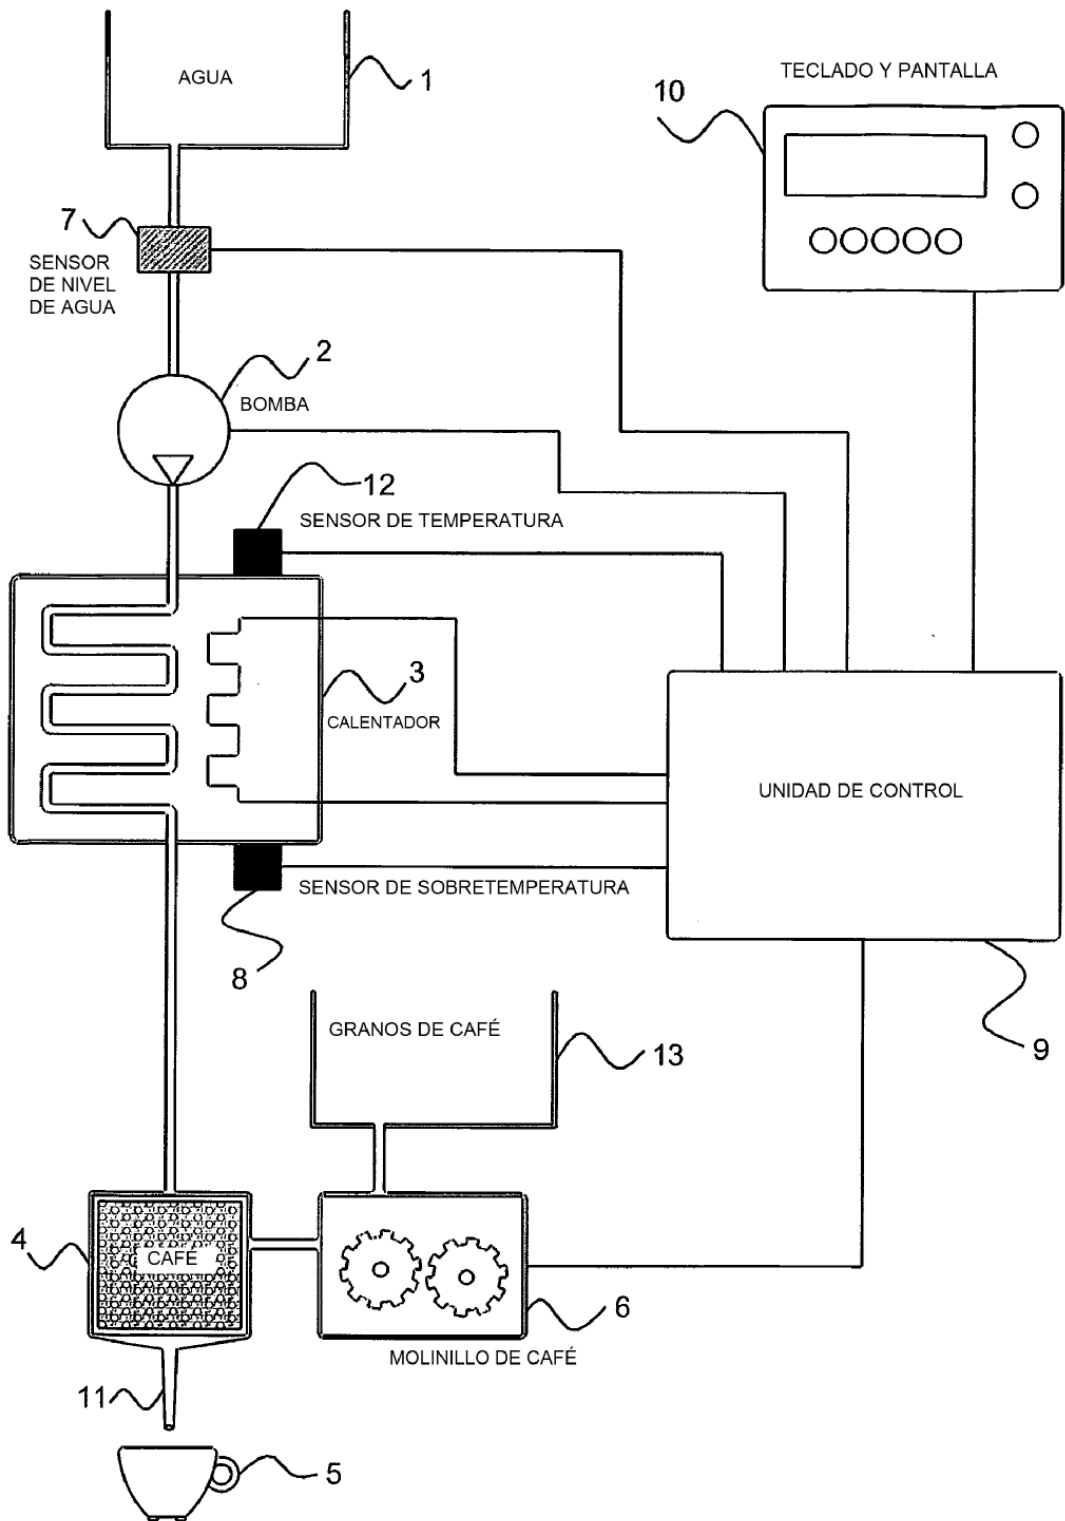 AGUA
1
TECLADO Y PANTALLA
10
7
SENSOR
DE NIVEL
DE AGUA
2
BOMBA
12
SENSOR DE TEMPERATURA
3
CALENTADOR
UNIDAD DE CONTROL
SENSOR DE SOBRETEMPERATURA
8
GRANOS DE CAFÉ
13
9
4
CAFÉ
6
MOLINILLO DE CAFÉ
11
5